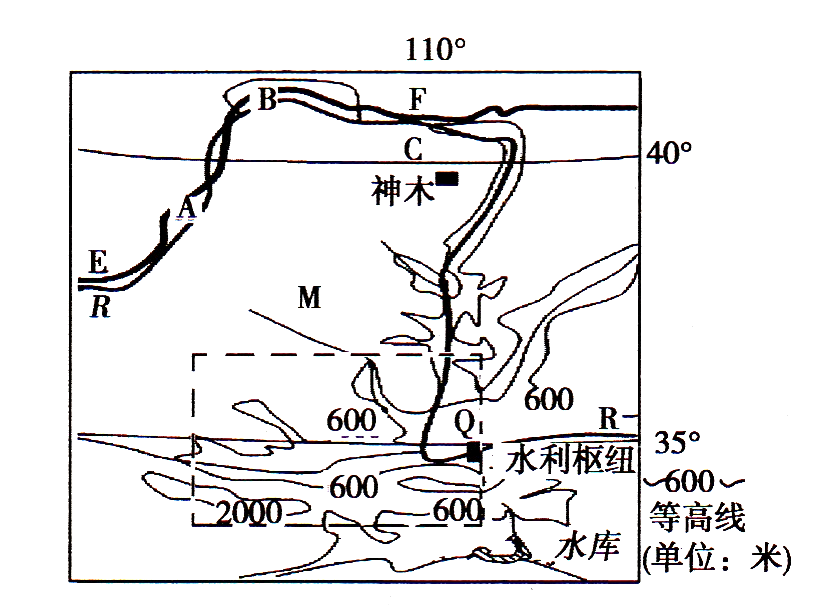 110°
B F
C 40°
神木
A
E
R
M
600
600 Q R
35°
水利枢纽
600 600
2000 600 等高线
水库 (单位：米)